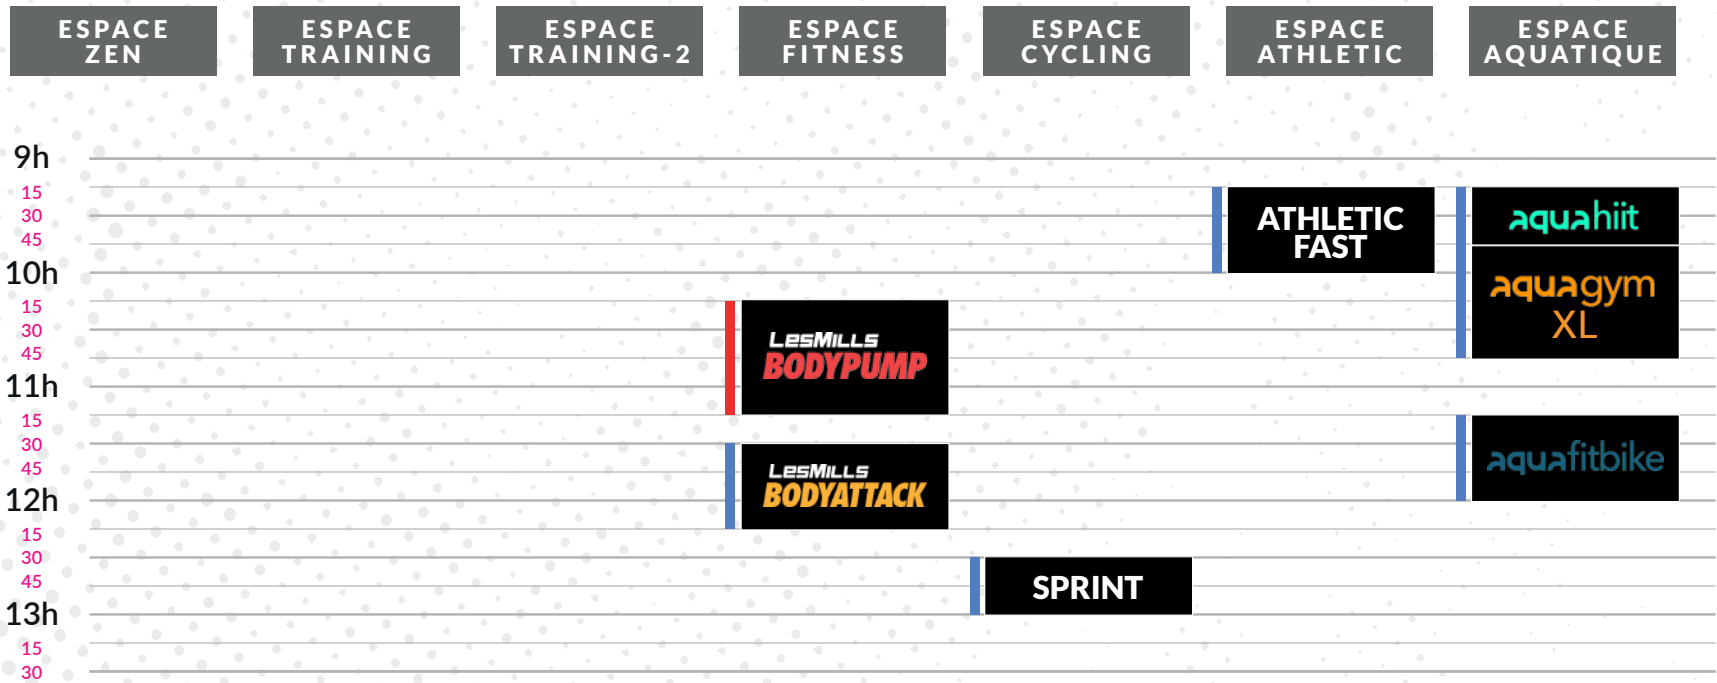 ESPACE
ZEN
ESPACE
TRAINING
ESPACE
TRAINING-2
ESPACE
FITNESS
ESPACE
CYCLING
ESPACE
ATHLETIC
ESPACE
AQUATIQUE
9h
15
30
45
10h
15
30
45
11h
15
30
45
12h
15
30
45
13h
15
30
LesMills
BODYPUMP
LesMills
BODYATTACK
SPRINT
ATHLETIC
FAST
aquahiit
aquagym
XL
aquafitbike